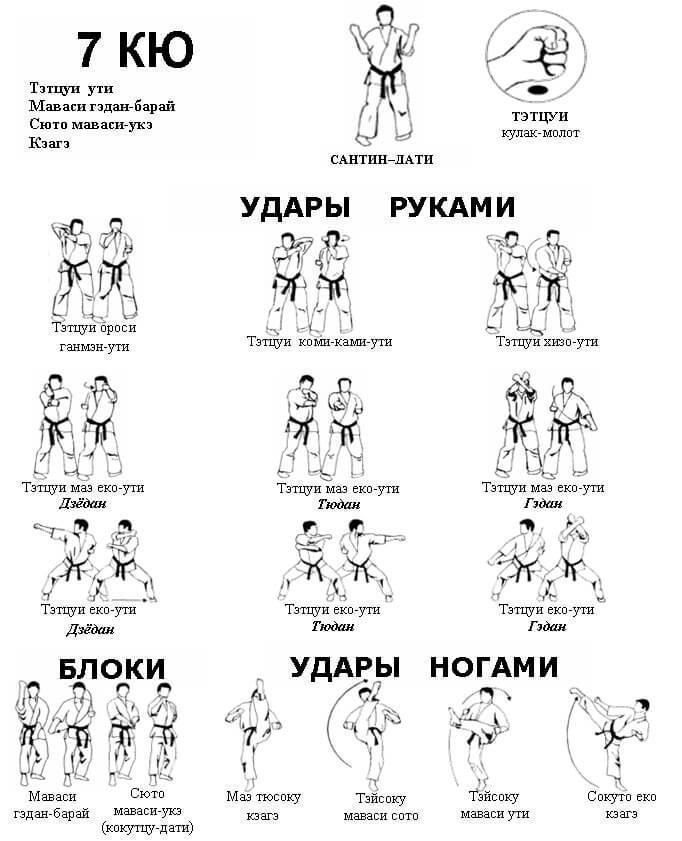 7 КЮ
Тэтцуи ути
Маваси гэдан-барай
Сюто маваси-укэ
Кэагэ
САНТИН–ДАТИ
ТЭТЦУИ
кулак-молот
УДАРЫ РУКАМИ
Тэтцуи ороси
ганмэн-ути
Тэтцуи коми-ками-ути
Тэтцуи хизо-ути
Тэтцуи маэ еко-ути
Дзёдан
Тэтцуи маэ еко-ути
Тюдан
Тэтцуи маэ еко-ути
Гэдан
Тэтцуи еко-ути
Дзёдан
Тэтцуи еко-ути
Тюдан
Тэтцуи еко-ути
Гэдан
БЛОКИ
УДАРЫ НОГАМИ
Маваси
гэдан-барай
Сюто
маваси-укэ
(кокутцу-дати)
Маэ тюсоку
кэагэ
Тэйсоку
маваси сото
Тэйсоку
маваси ути
Сокуто еко
кэагэ